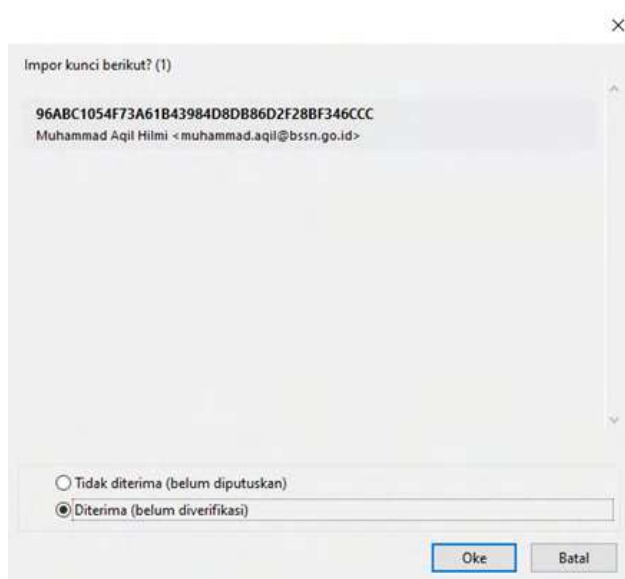 Impor kunci berikut? (1)
96ABC1054F73A61B43984D8DB86D2F28BF346CCC
Muhammad Aqil Hilmi <muhammad.aqil@bssn.go.id>
Tidak diterima (belum diputuskan)
Diterima (belum diverifikasi)
Oke Batal